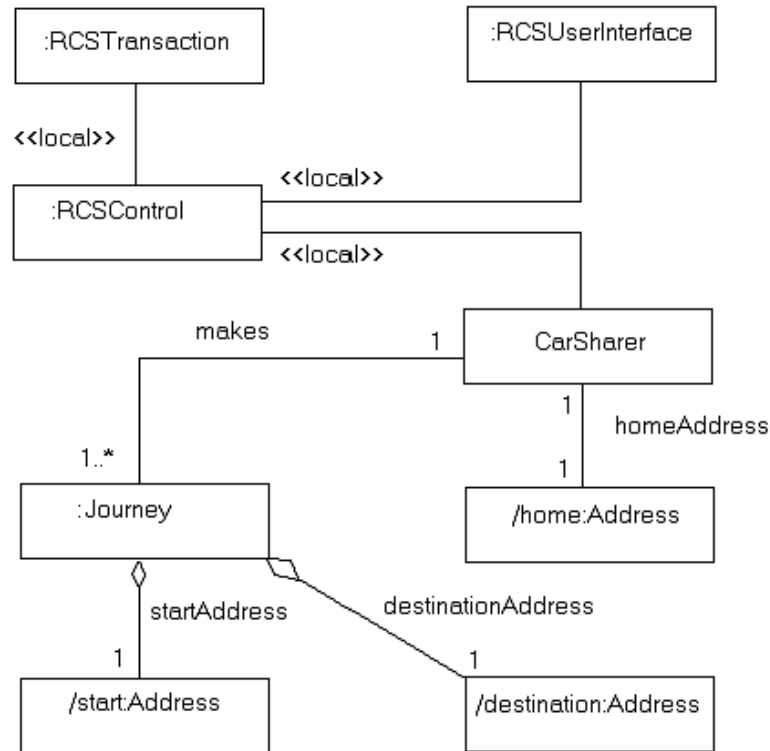 :RCSTransaction
:RCSUserInterface
<<local>>
<<local>>
:RCSControl
<<local>>
makes
1
CarSharer
1
homeAddress
1..*
1
:Journey
/home:Address
startAddress
destinationAddress
1
1
/start:Address
/destination:Address